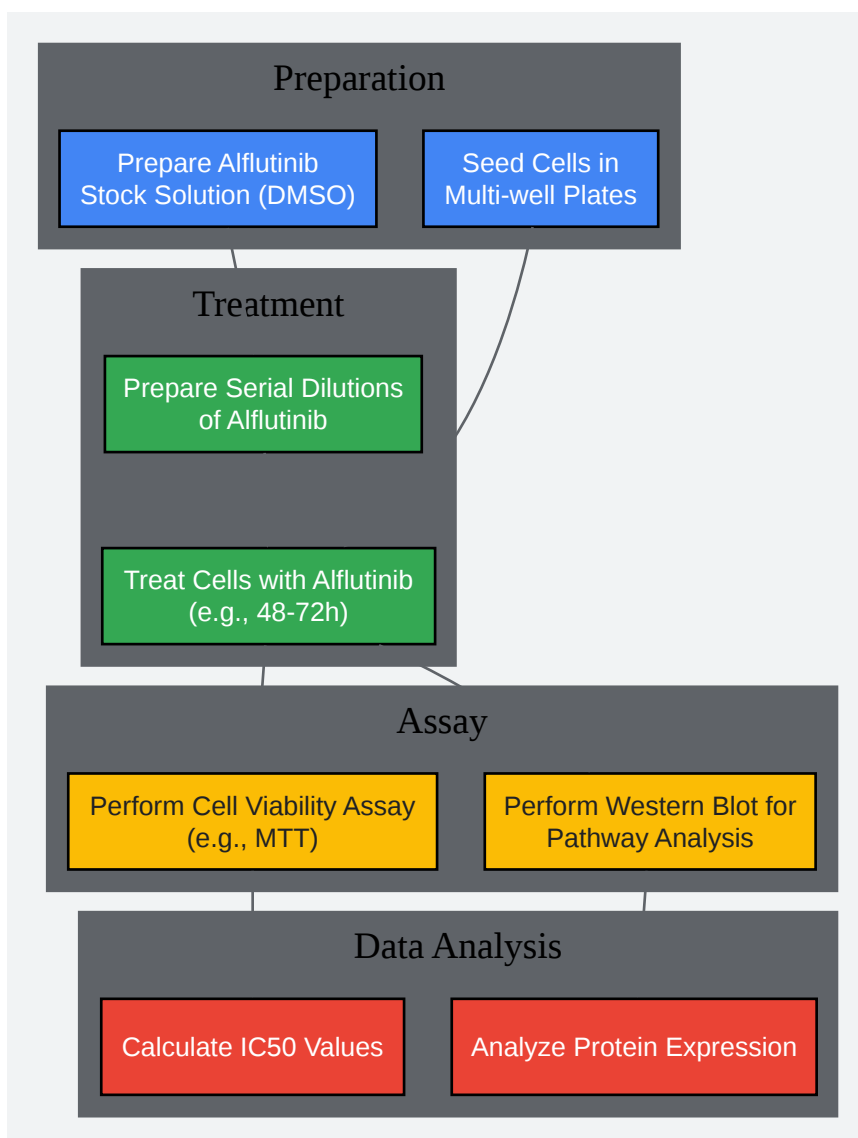 Preparation
Prepare Alflutinib
Stock Solution (DMSO)
Seed Cells in
Multi-well Plates
Treatment
Prepare Serial Dilutions
of Alflutinib
Treat Cells with Alflutinib
(e.g., 48-72h)
Assay
Perform Cell Viability Assay
(e.g., MTT)
Perform Western Blot for
Pathway Analysis
Data Analysis
Calculate IC50 Values
Analyze Protein Expression